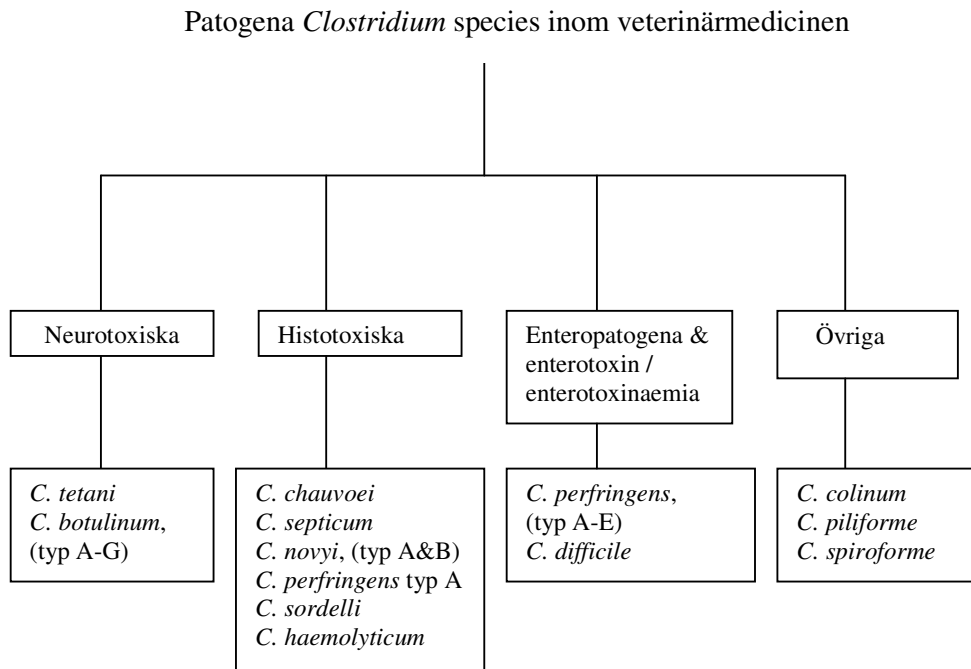 Patogena Clostridium species inom veterinärmedicinen
Neurotoxiska
Histotoxiska
Enteropatogena &
enterotoxin /
enterotoxinaemia
Övriga
C. tetani
C. botulinum,
(typ A-G)
C. chauvoei
C. septicum
C. novyi, (typ A&B)
C. perfringens typ A
C. sordelli
C. haemolyticum
C. perfringens,
(typ A-E)
C. difficile
C. colinum
C. piliforme
C. spiroforme